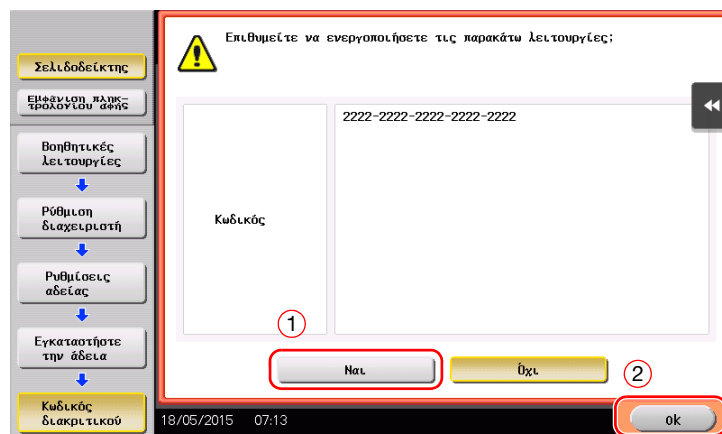 Επιθυμείτε να ενεργοποιήσετε τις παρακάτω λειτουργίες;
Σελιδοδείκτης
Εμφάνιση πληκ-
τρολογίου αφής
Βοηθητικές
λειτουργίες
Ρύθμιση
διαχειριστή
Ρυθμίσεις
αδείας
Εγκαταστήστε
την άδεια
Κωδικός
διακριτικού
2222-2222-2222-2222-2222
Κωδικός
1
Ναι
Όχι
2
18/05/2015 07:13
ok